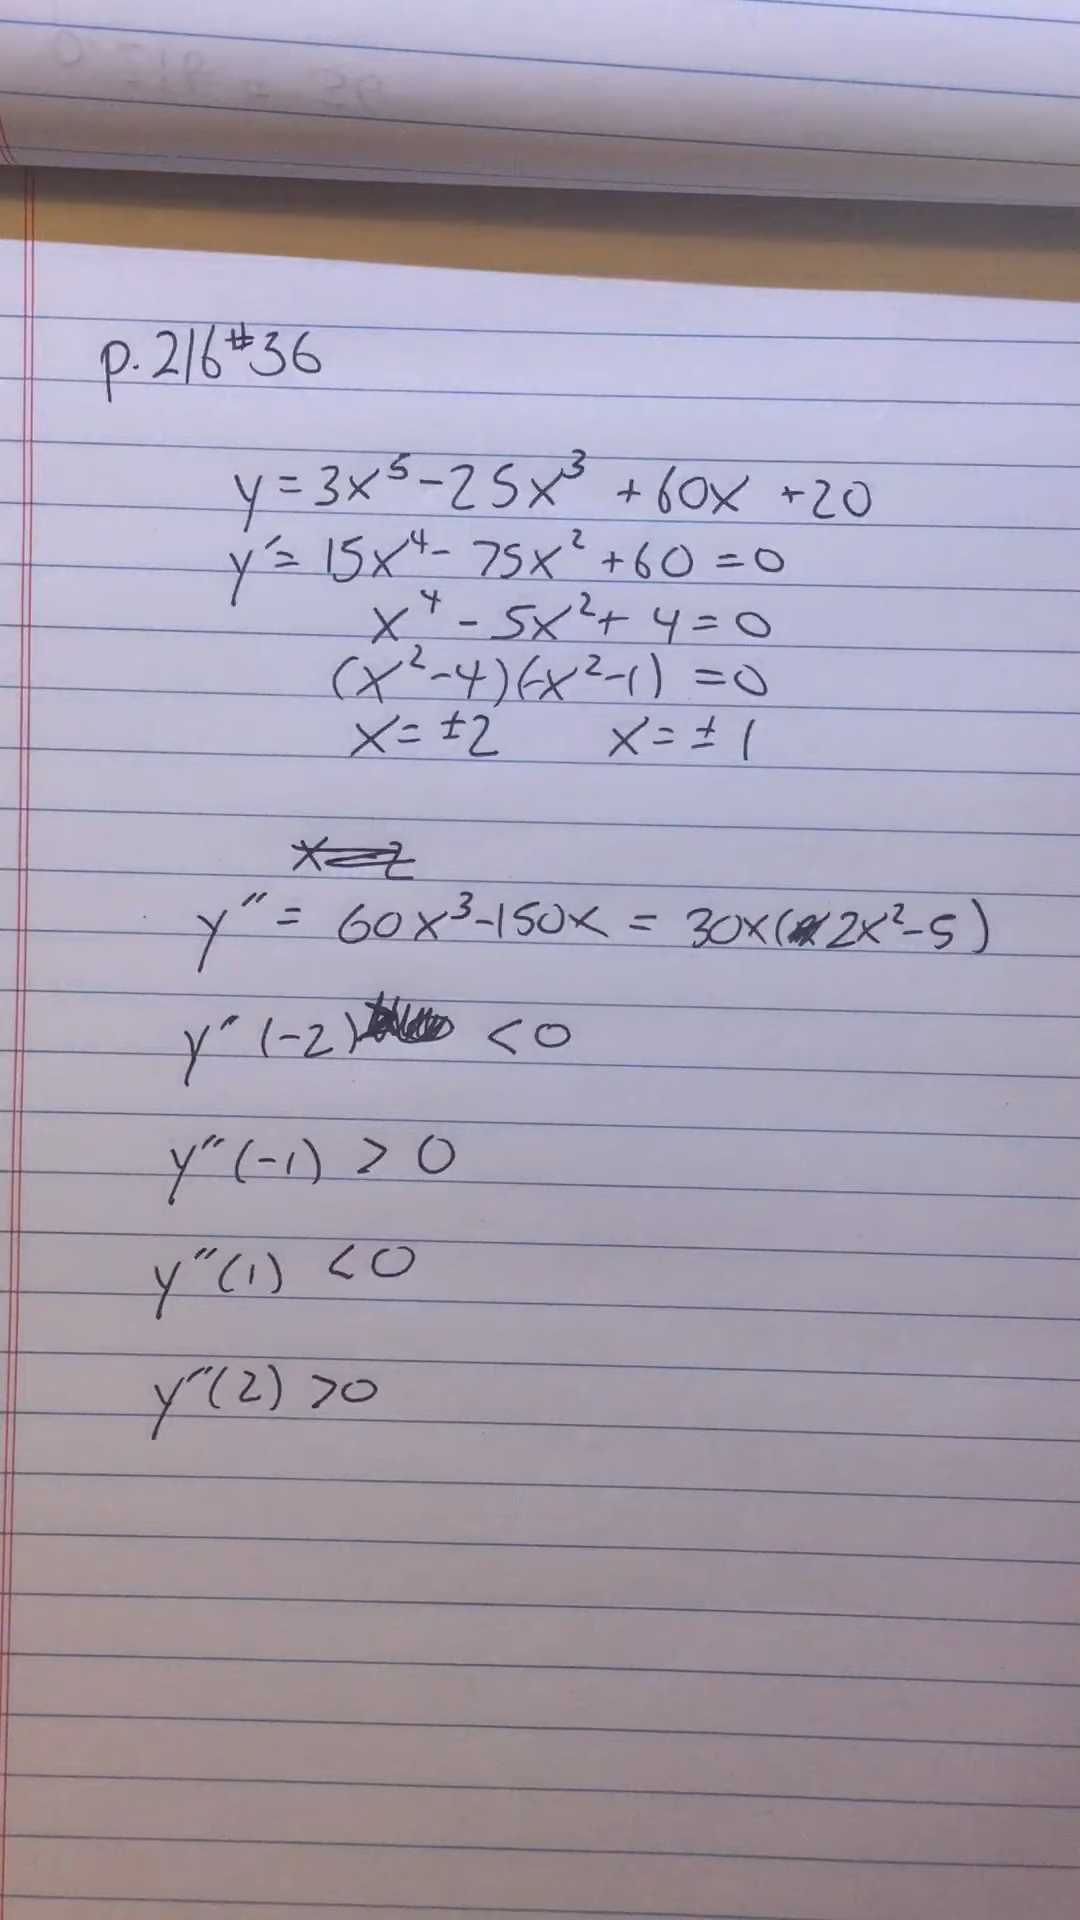 p. 216 #36
y = 3x⁵ - 25x³ + 60x + 20
y′ = 15x⁴ - 75x² + 60 = 0
x⁴ - 5x² + 4 = 0
(x² - 4)(x² - 1) = 0
x = ±2 x = ± 1
y″ = 60x³ - 150x = 30x(2x² - 5)
y″(-2) < 0
y″(-1) > 0
y″(1) < 0
y″(2) > 0